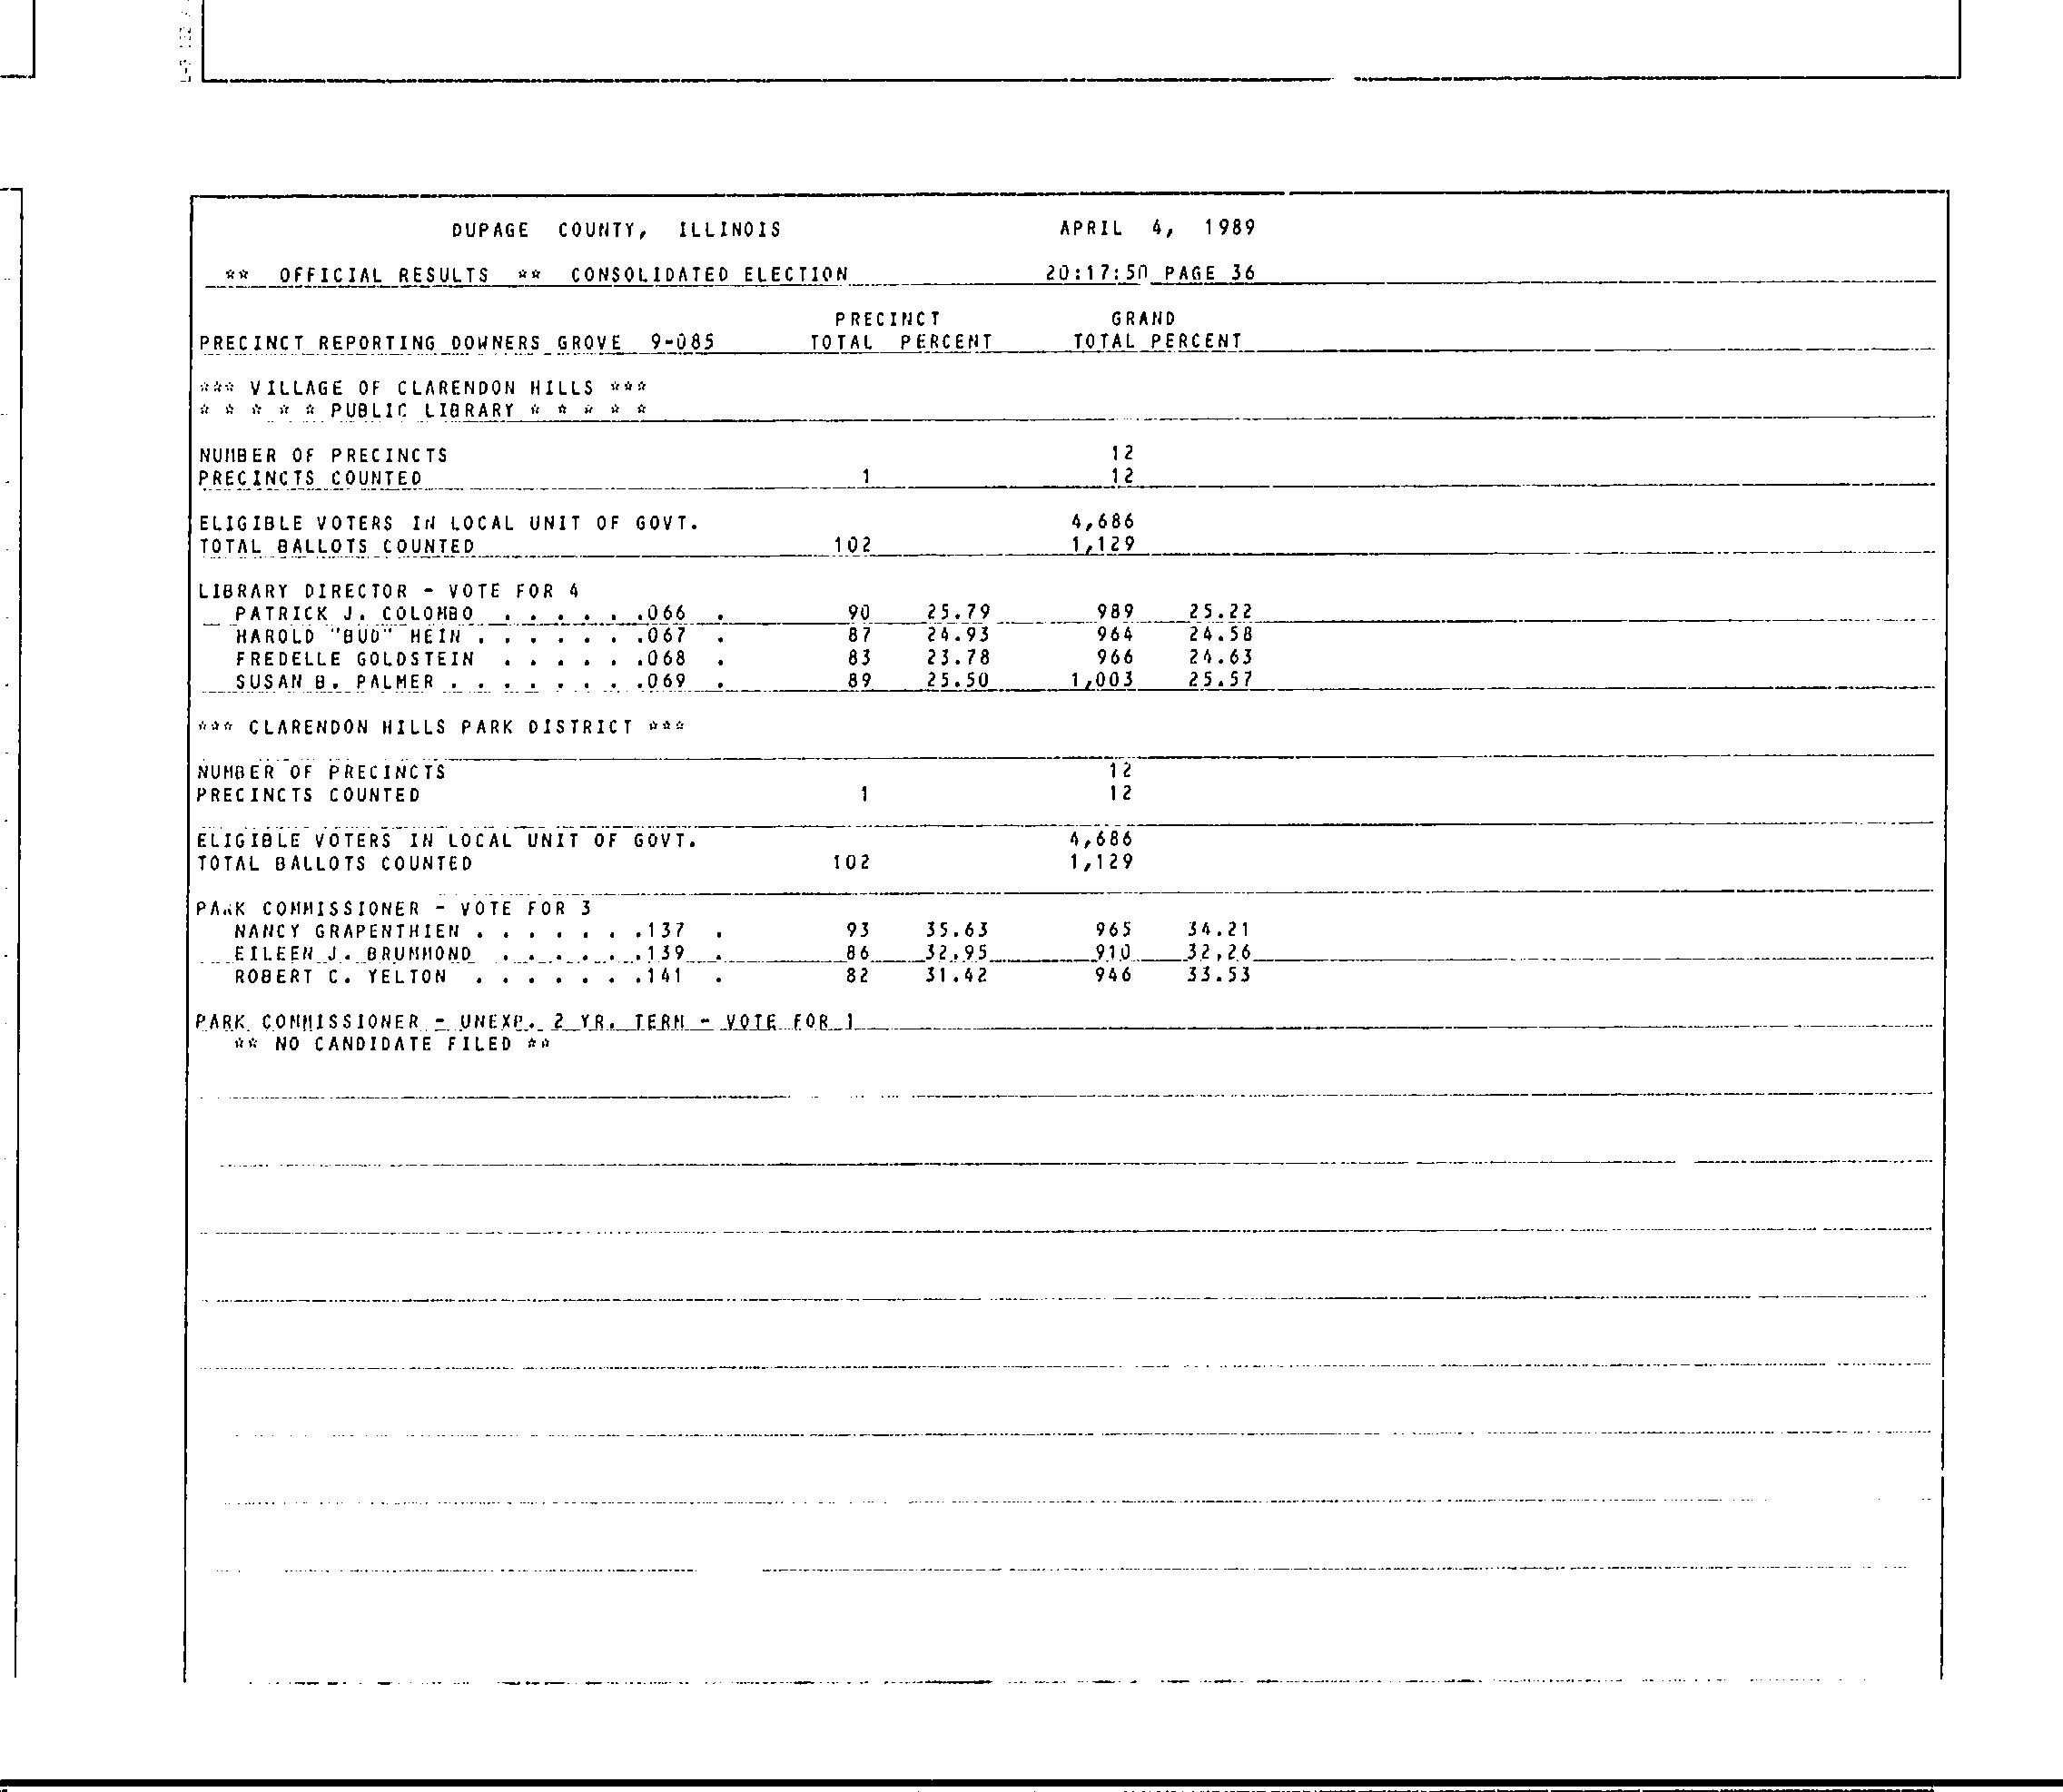 DUPAGE COUNTY, ILLINOIS APRIL 4, 1989
** OFFICIAL RESULTS ** CONSOLIDATED ELECTION 20:17:50 PAGE 36
PRECINCT GRAND
PRECINCT REPORTING DOWNERS GROVE 9-085 TOTAL PERCENT TOTAL PERCENT
*** VILLAGE OF CLARENDON HILLS ***
* * * * * PUBLIC LIBRARY * * * * *
NUMBER OF PRECINCTS 12
PRECINCTS COUNTED 1 12
ELIGIBLE VOTERS IN LOCAL UNIT OF GOVT. 4,686
TOTAL BALLOTS COUNTED 102 1,129
LIBRARY DIRECTOR - VOTE FOR 4
PATRICK J. COLOMBO . . . . . .066 . 90 25.79 989 25.22
HAROLD "BUD" HEIN . . . . . . .067 . 87 24.93 964 24.58
FREDELLE GOLDSTEIN . . . . . .068 . 83 23.78 966 24.63
SUSAN B. PALMER . . . . . . . .069 . 89 25.50 1,003 25.57
*** CLARENDON HILLS PARK DISTRICT ***
NUMBER OF PRECINCTS 12
PRECINCTS COUNTED 1 12
ELIGIBLE VOTERS IN LOCAL UNIT OF GOVT. 4,686
TOTAL BALLOTS COUNTED 102 1,129
PARK COMMISSIONER - VOTE FOR 3
NANCY GRAPENTHIEN . . . . . . .137 . 93 35.63 965 34.21
EILEEN J. BRUMMOND . . . . . .139 . 86 32.95 910 32.26
ROBERT C. YELTON . . . . . . .141 . 82 31.42 946 33.53
PARK COMMISSIONER - UNEXP. 2 YR. TERM - VOTE FOR 1
** NO CANDIDATE FILED **